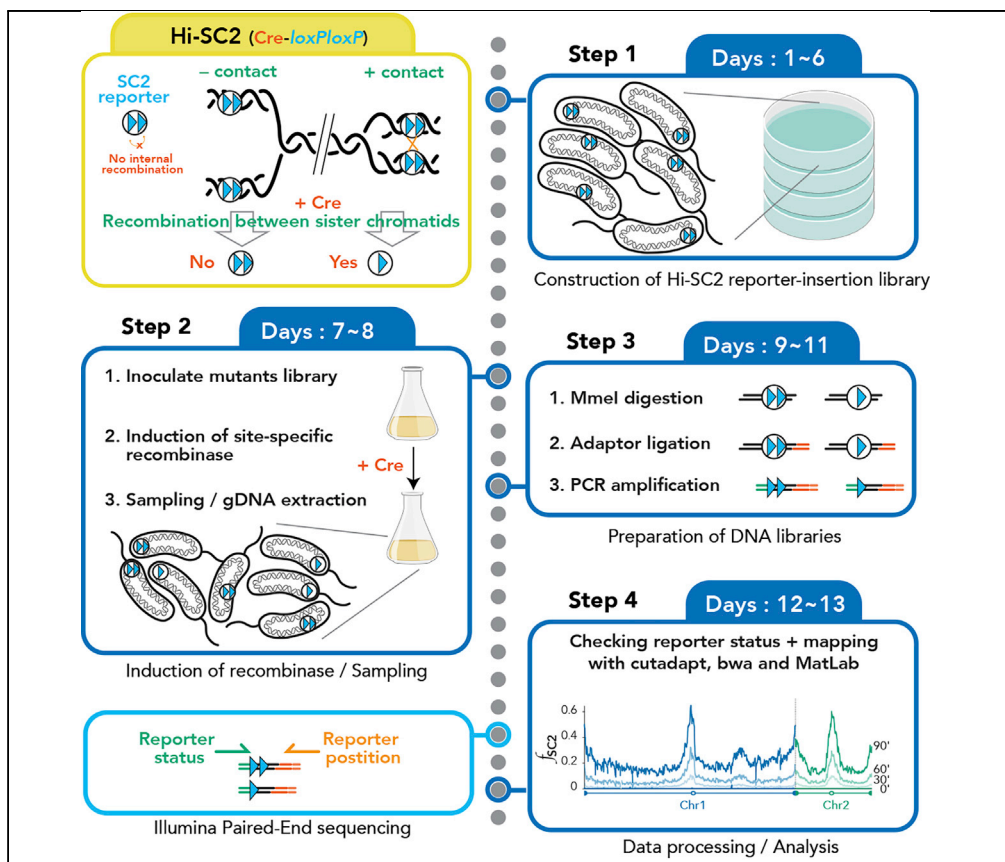 Hi-SC2 (Cre-loxPloxP)
SC2
reporter
x
No internal
recombination
– contact
+ contact
+ Cre
Recombination between sister chromatids
No
Yes
Step 1
Days : 1~6
Construction of Hi-SC2 reporter-insertion library
Step 2
Days : 7~8
1. Inoculate mutants library
2. Induction of site-specific
recombinase
+ Cre
3. Sampling / gDNA extraction
Induction of recombinase / Sampling
Step 3
Days : 9~11
1. MmeI digestion
2. Adaptor ligation
3. PCR amplification
Preparation of DNA libraries
Reporter
status
Reporter
postition
Illumina Paired-End sequencing
Step 4
Days : 12~13
Checking reporter status + mapping
with cutadapt, bwa and MatLab
fSC2
0.6
0.4
0.2
0
90'
60'
30'
0'
Chr1
Chr2
Data processing / Analysis